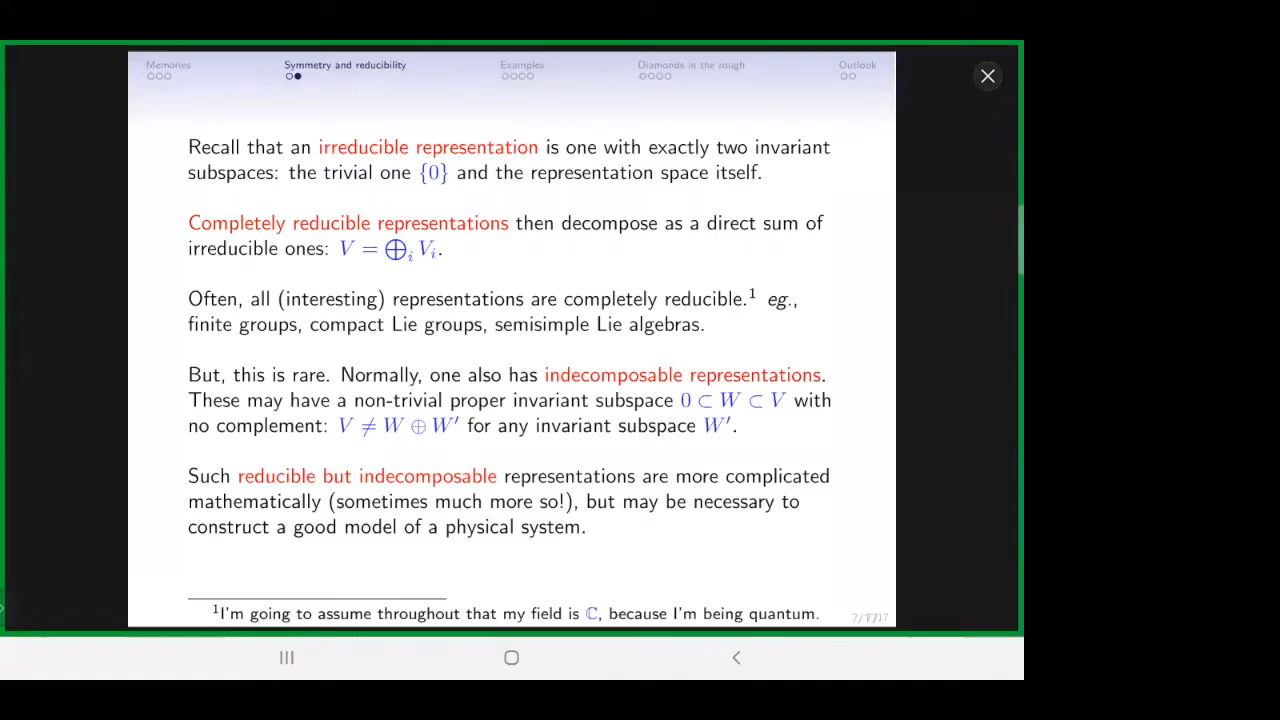 Memories Symmetry and reducibility Examples Diamonds in the rough Outlook
Recall that an irreducible representation is one with exactly two invariant
subspaces: the trivial one {0} and the representation space itself.
Completely reducible representations then decompose as a direct sum of
irreducible ones: V = ⨁ᵢ Vᵢ.
Often, all (interesting) representations are completely reducible.¹ eg.,
finite groups, compact Lie groups, semisimple Lie algebras.
But, this is rare. Normally, one also has indecomposable representations.
These may have a non-trivial proper invariant subspace 0 ⊂ W ⊂ V with
no complement: V ≠ W ⊕ W′ for any invariant subspace W′.
Such reducible but indecomposable representations are more complicated
mathematically (sometimes much more so!), but may be necessary to
construct a good model of a physical system.
¹I'm going to assume throughout that my field is ℂ, because I'm being quantum.